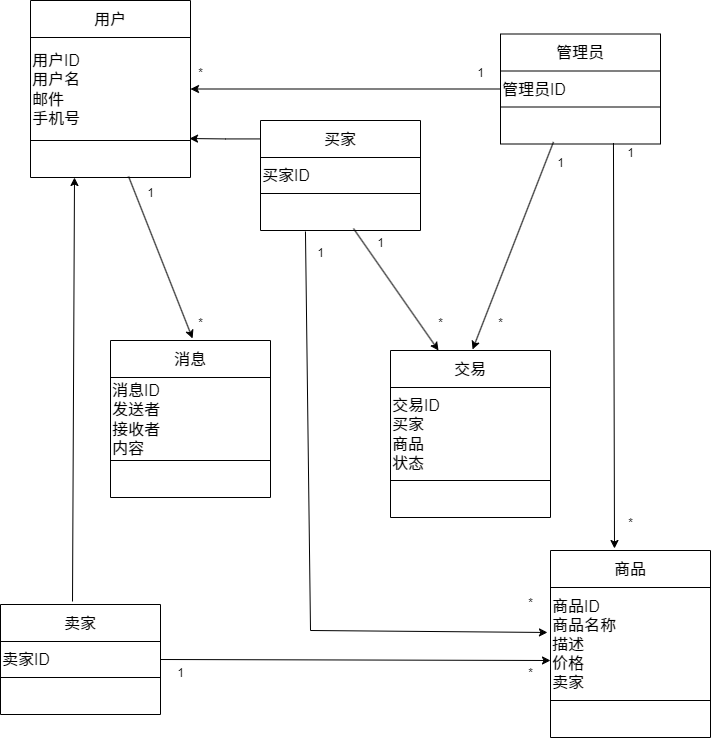 用户
用户ID
用户名
邮件
手机号
管理员
管理员ID
*
1
买家
买家ID
1
1
1
1
1
*
*
*
消息
消息ID
发送者
接收者
内容
交易
交易ID
买家
商品
状态
*
商品
商品ID
商品名称
描述
价格
卖家
*
卖家
卖家ID
1
*